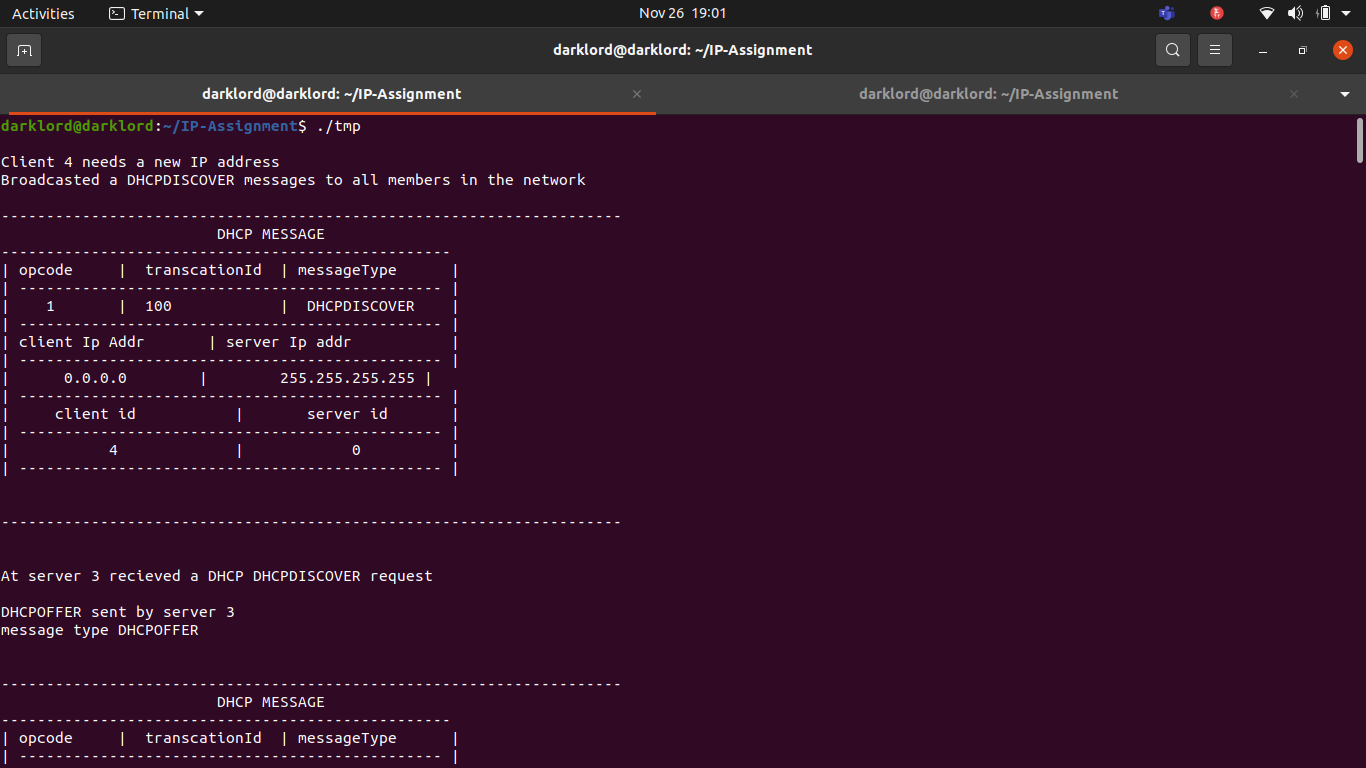 Activities Terminal Nov 26 19:01
darklord@darklord: ~/IP-Assignment
darklord@darklord: ~/IP-Assignment × darklord@darklord: ~/IP-Assignment ×
darklord@darklord:~/IP-Assignment$ ./tmp
Client 4 needs a new IP address
Broadcasted a DHCPDISCOVER messages to all members in the network
---------------------------------------------------------------------
DHCP MESSAGE
--------------------------------------------------
| opcode     |  transcationId  | messageType      |
| ----------------------------------------------- |
|    1       |  100            |  DHCPDISCOVER    |
| ----------------------------------------------- |
| client Ip Addr       | server Ip addr           |
| ----------------------------------------------- |
|      0.0.0.0        |        255.255.255.255 |
| ----------------------------------------------- |
|     client id           |       server id       |
| ----------------------------------------------- |
|           4             |            0          |
| ----------------------------------------------- |
---------------------------------------------------------------------
At server 3 recieved a DHCP DHCPDISCOVER request
DHCPOFFER sent by server 3
message type DHCPOFFER
---------------------------------------------------------------------
DHCP MESSAGE
--------------------------------------------------
| opcode     |  transcationId  | messageType      |
| ----------------------------------------------- |